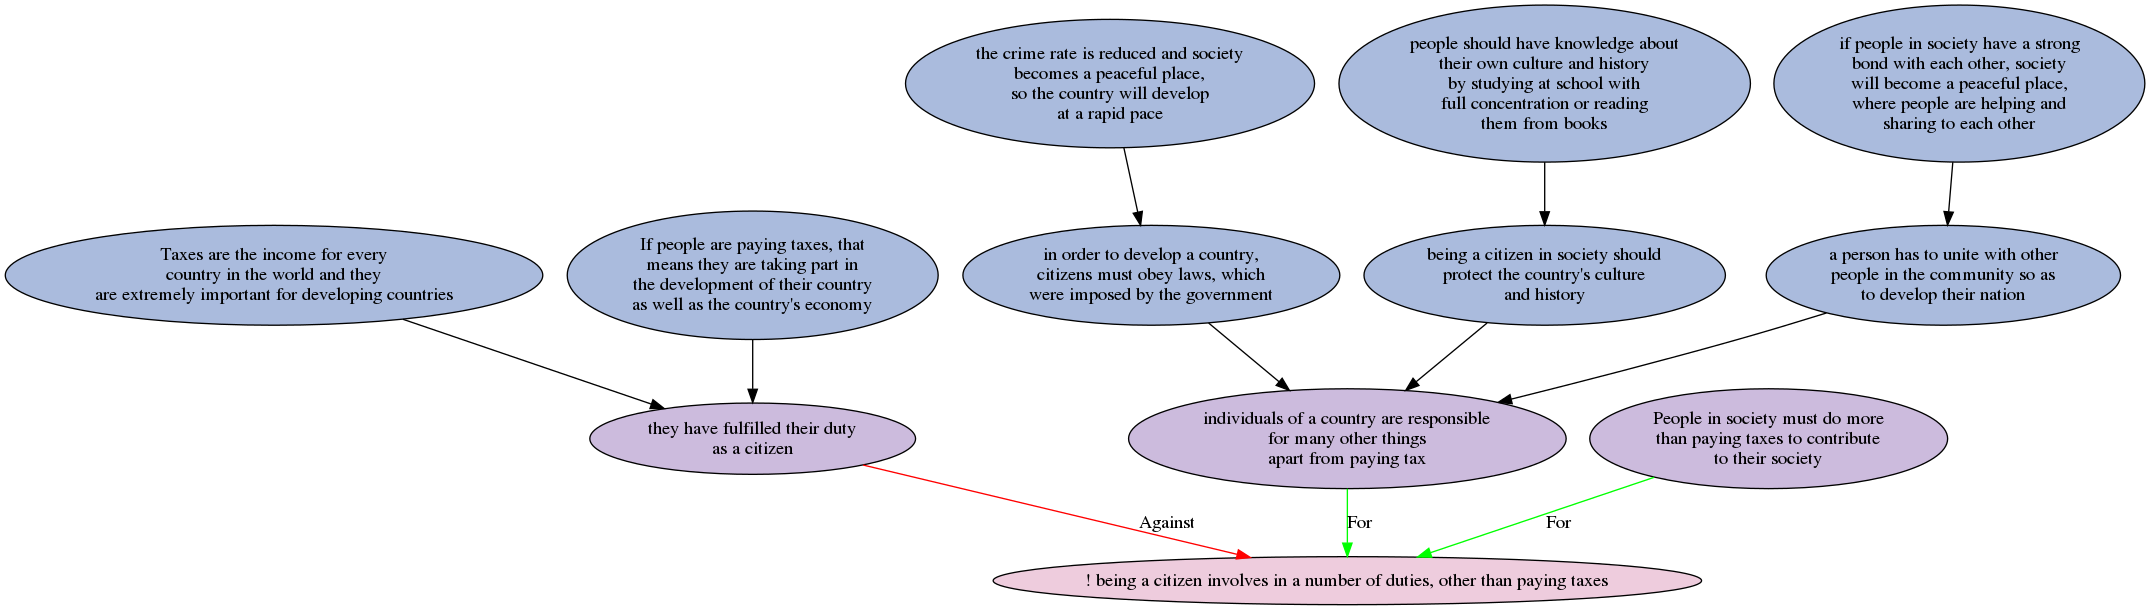 the crime rate is reduced and society
becomes a peaceful place,
so the country will develop
at a rapid pace
people should have knowledge about
their own culture and history
by studying at school with
full concentration or reading
them from books
if people in society have a strong
bond with each other, society
will become a peaceful place,
where people are helping and
sharing to each other
Taxes are the income for every
country in the world and they
are extremely important for developing countries
If people are paying taxes, that
means they are taking part in
the development of their country
as well as the country's economy
in order to develop a country,
citizens must obey laws, which
were imposed by the government
being a citizen in society should
protect the country's culture
and history
a person has to unite with other
people in the community so as
to develop their nation
they have fulfilled their duty
as a citizen
individuals of a country are responsible
for many other things
apart from paying tax
People in society must do more
than paying taxes to contribute
to their society
Against
For
For
! being a citizen involves in a number of duties, other than paying taxes